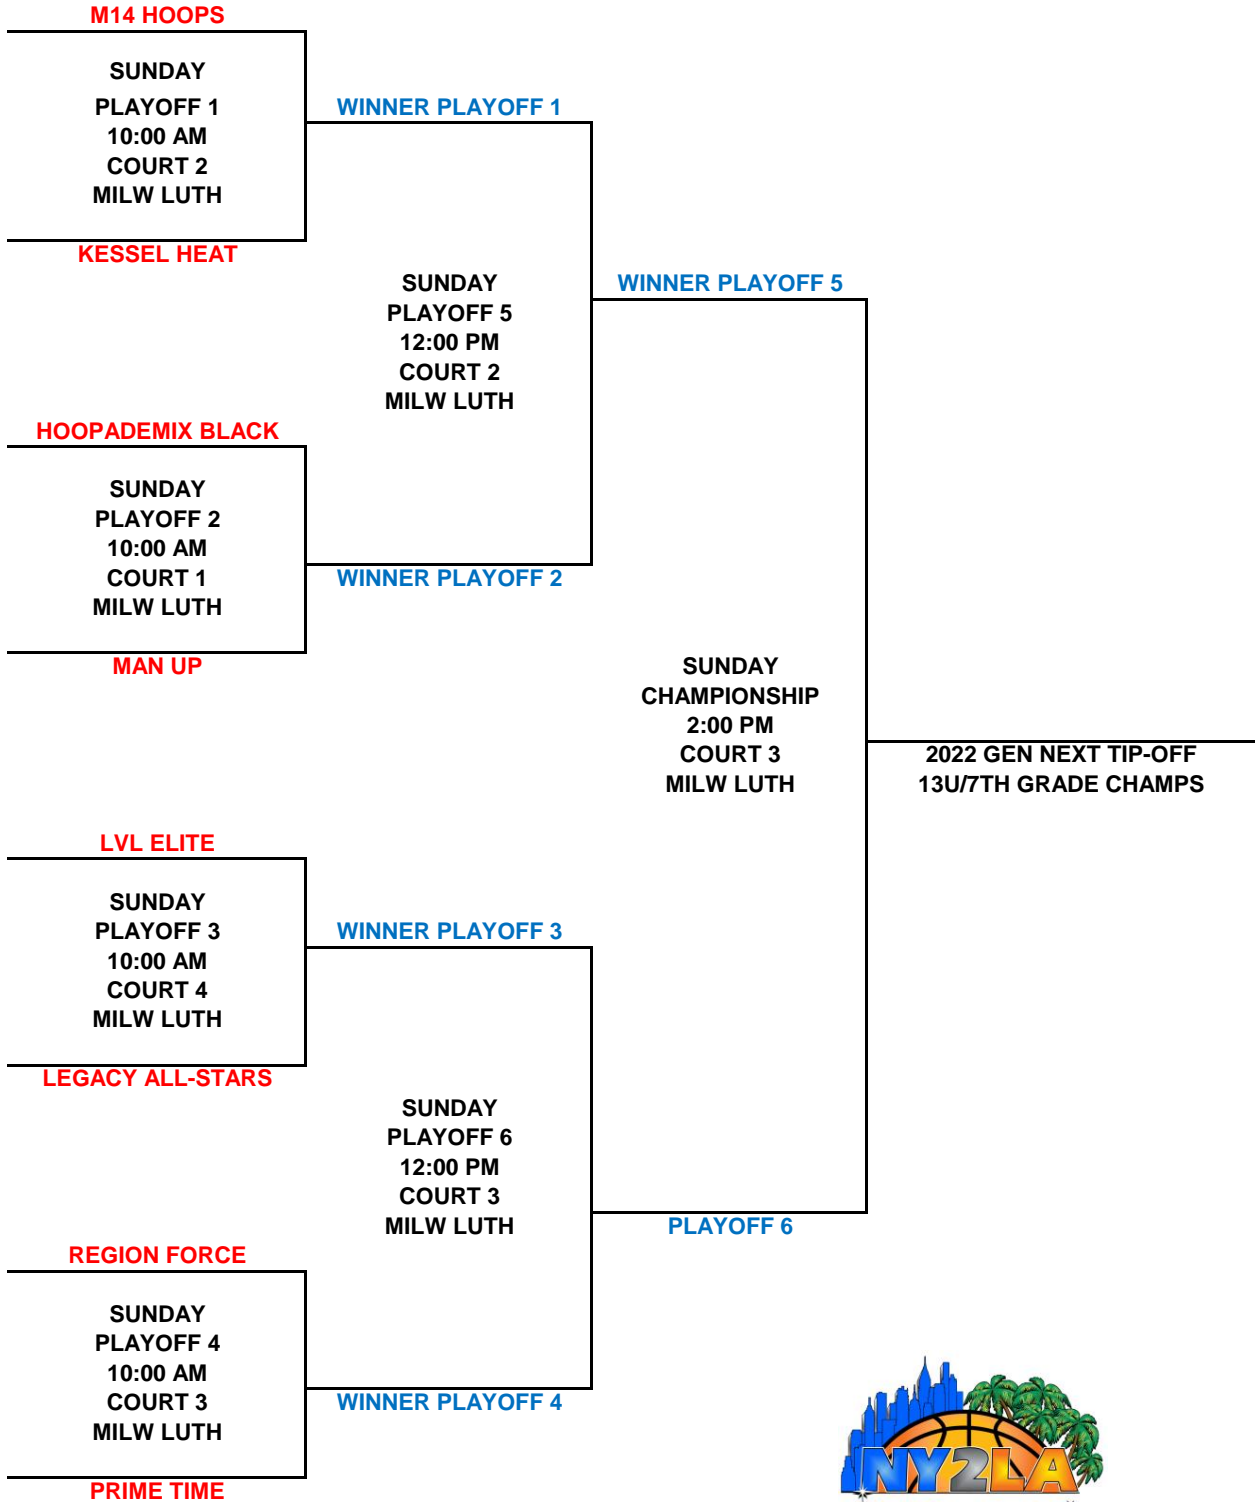 M14 HOOPS
SUNDAY
PLAYOFF 1
10:00 AM
COURT 2
MILW LUTH
KESSEL HEAT
WINNER PLAYOFF 1
SUNDAY
PLAYOFF 5
12:00 PM
COURT 2
MILW LUTH
WINNER PLAYOFF 5
HOOPADEMIX BLACK
SUNDAY
PLAYOFF 2
10:00 AM
COURT 1
MILW LUTH
MAN UP
WINNER PLAYOFF 2
SUNDAY
CHAMPIONSHIP
2:00 PM
COURT 3
MILW LUTH
2022 GEN NEXT TIP-OFF
13U/7TH GRADE CHAMPS
LVL ELITE
SUNDAY
PLAYOFF 3
10:00 AM
COURT 4
MILW LUTH
LEGACY ALL-STARS
WINNER PLAYOFF 3
SUNDAY
PLAYOFF 6
12:00 PM
COURT 3
MILW LUTH
PLAYOFF 6
REGION FORCE
SUNDAY
PLAYOFF 4
10:00 AM
COURT 3
MILW LUTH
PRIME TIME
WINNER PLAYOFF 4
NY2LA